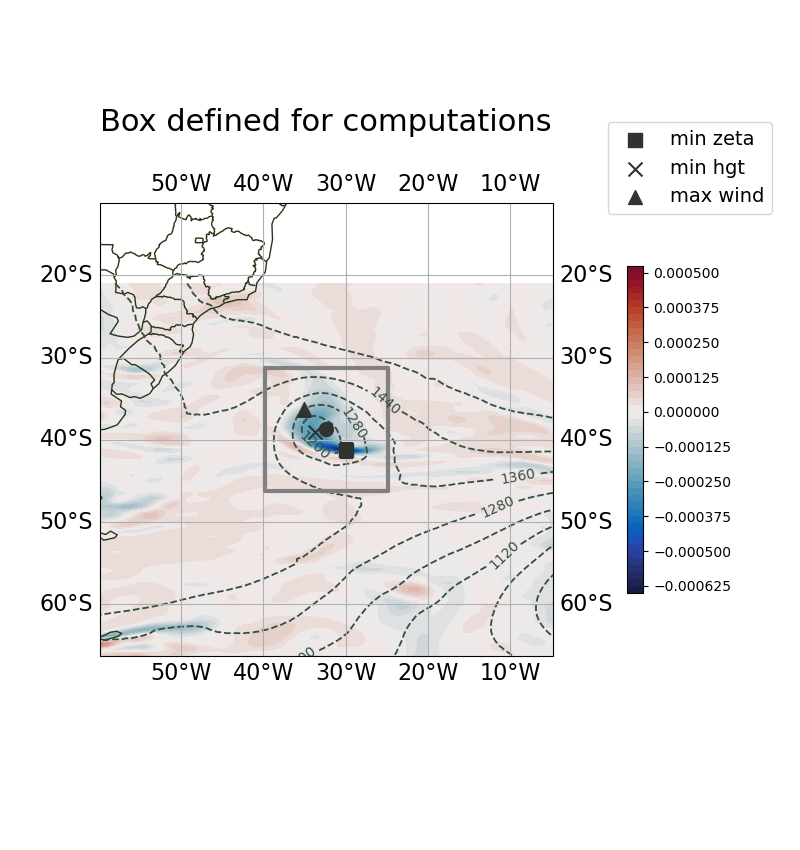 Box defined for computations
min zeta
min hgt
max wind
50°W 40°W 30°W 20°W 10°W
20°S 20°S
30°S 30°S
40°S 40°S
50°S 50°S
60°S 60°S
50°W 40°W 30°W 20°W 10°W
1440
1280
1200
1360
1280
1120
0.000500
0.000375
0.000250
0.000125
0.000000
−0.000125
−0.000250
−0.000375
−0.000500
−0.000625